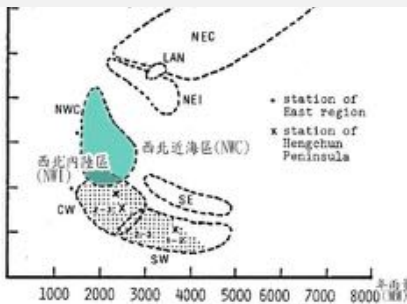 NEC
LAN
NEI
• station of
East region
x station of
Hengchun
Peninsula
NWC
西北近海區(NWC)
西北內陸區
(NWI)
CW
SE
SW
0 1000 2000 3000 4000 5000 6000 7000 8000